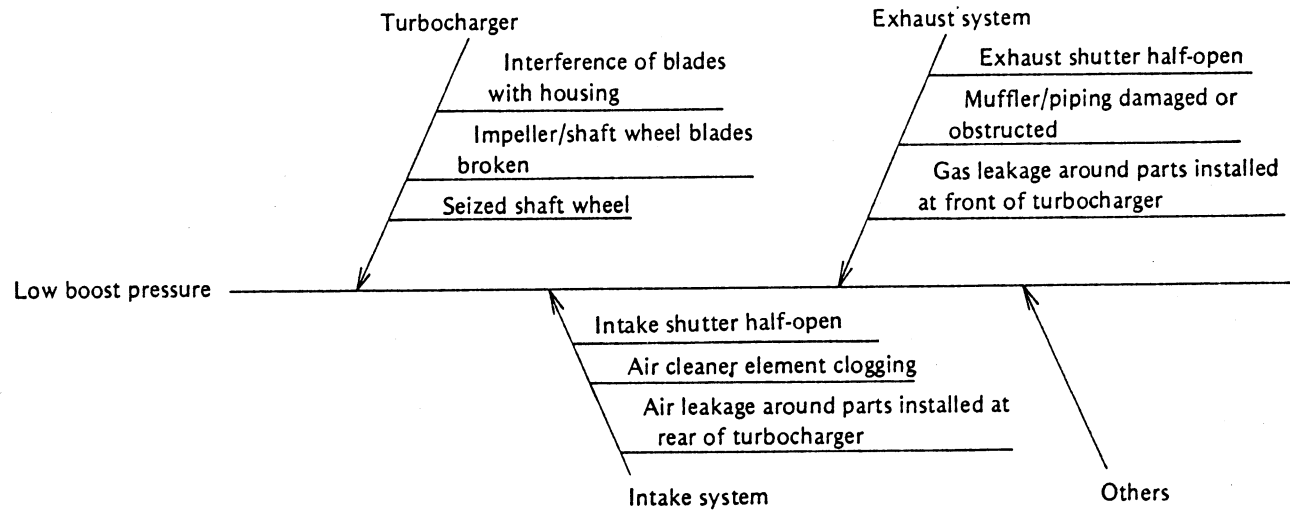 Turbocharger
Interference of blades
with housing
Impeller/shaft wheel blades
broken
Seized shaft wheel
Exhaust system
Exhaust shutter half-open
Muffler/piping damaged or
obstructed
Gas leakage around parts installed
at front of turbocharger
Low boost pressure
Intake shutter half-open
Air cleaner element clogging
Air leakage around parts installed at
rear of turbocharger
Intake system
Others